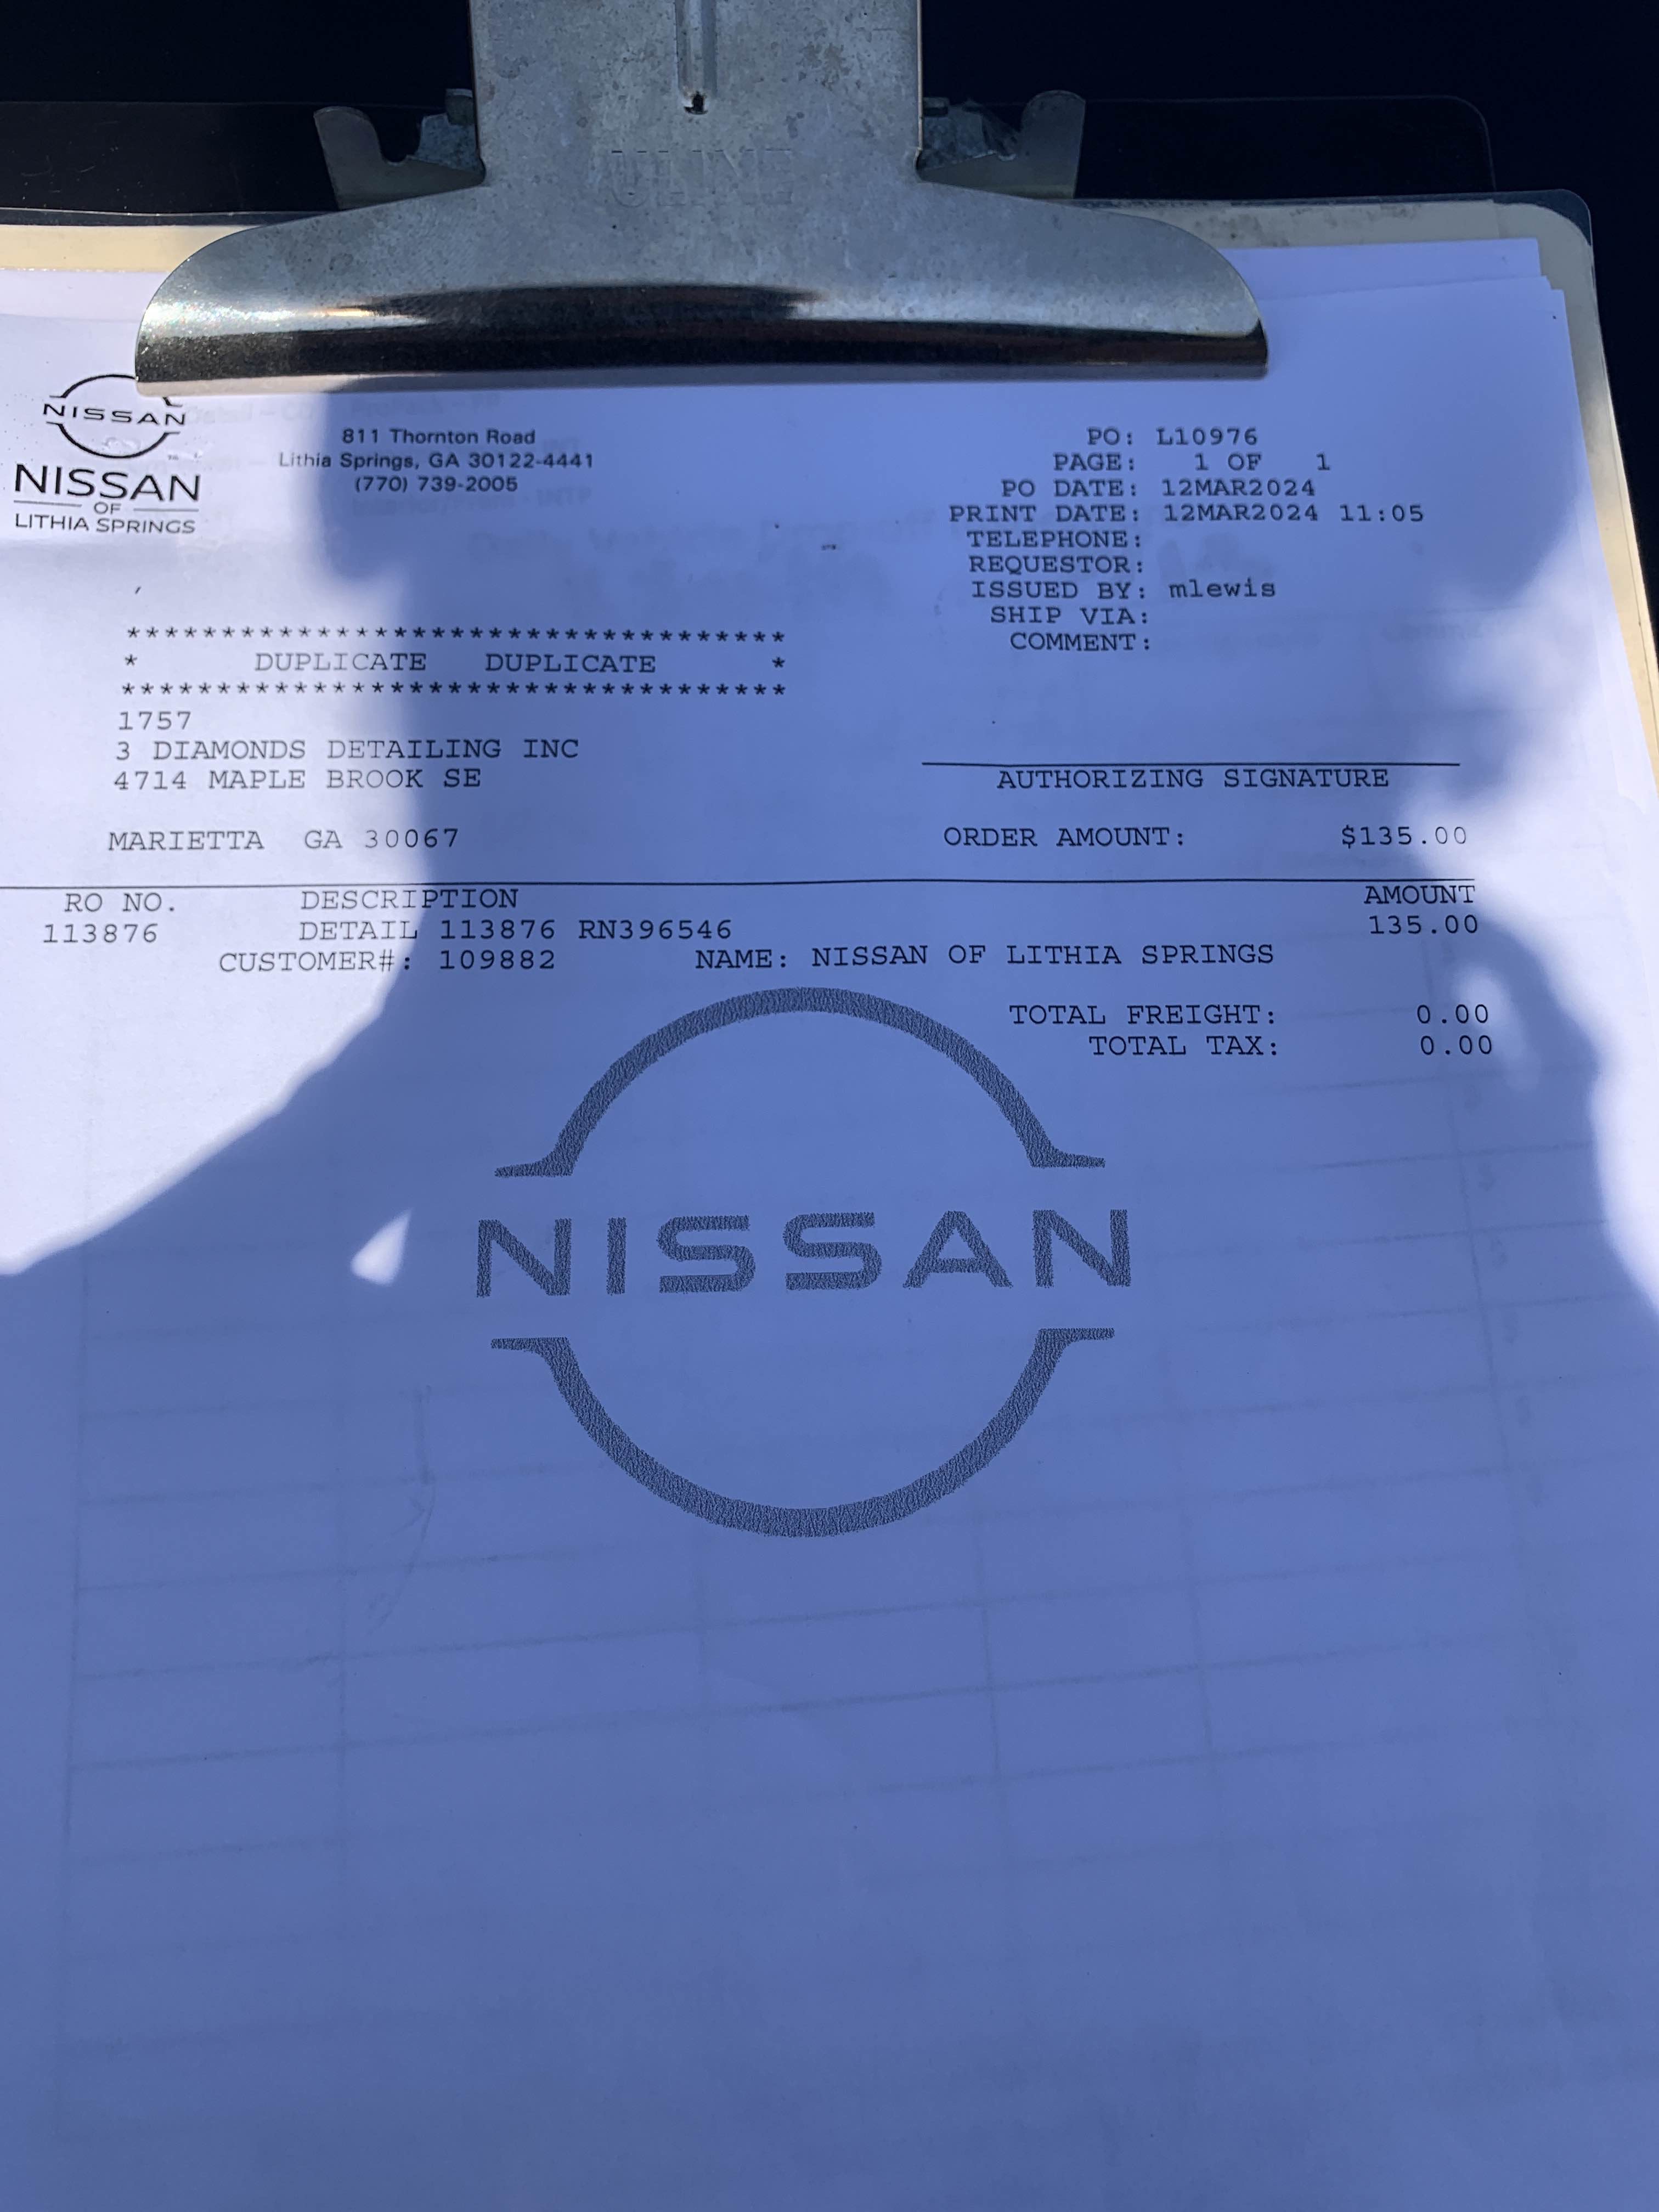 ULINE
NISSAN
NISSAN
OF
LITHIA SPRINGS
811 Thornton Road
Lithia Springs, GA 30122-4441
(770) 739-2005
PO: L10976
PAGE: 1 OF 1
PO DATE: 12MAR2024
PRINT DATE: 12MAR2024 11:05
TELEPHONE:
REQUESTOR:
ISSUED BY: mlewis
SHIP VIA:
COMMENT:
***********************************
* DUPLICATE DUPLICATE *
***********************************
1757
3 DIAMONDS DETAILING INC
4714 MAPLE BROOK SE
MARIETTA GA 30067
AUTHORIZING SIGNATURE
ORDER AMOUNT: $135.00
RO NO. DESCRIPTION AMOUNT
113876 DETAIL 113876 RN396546 135.00
CUSTOMER#: 109882 NAME: NISSAN OF LITHIA SPRINGS
TOTAL FREIGHT: 0.00
TOTAL TAX: 0.00
NISSAN